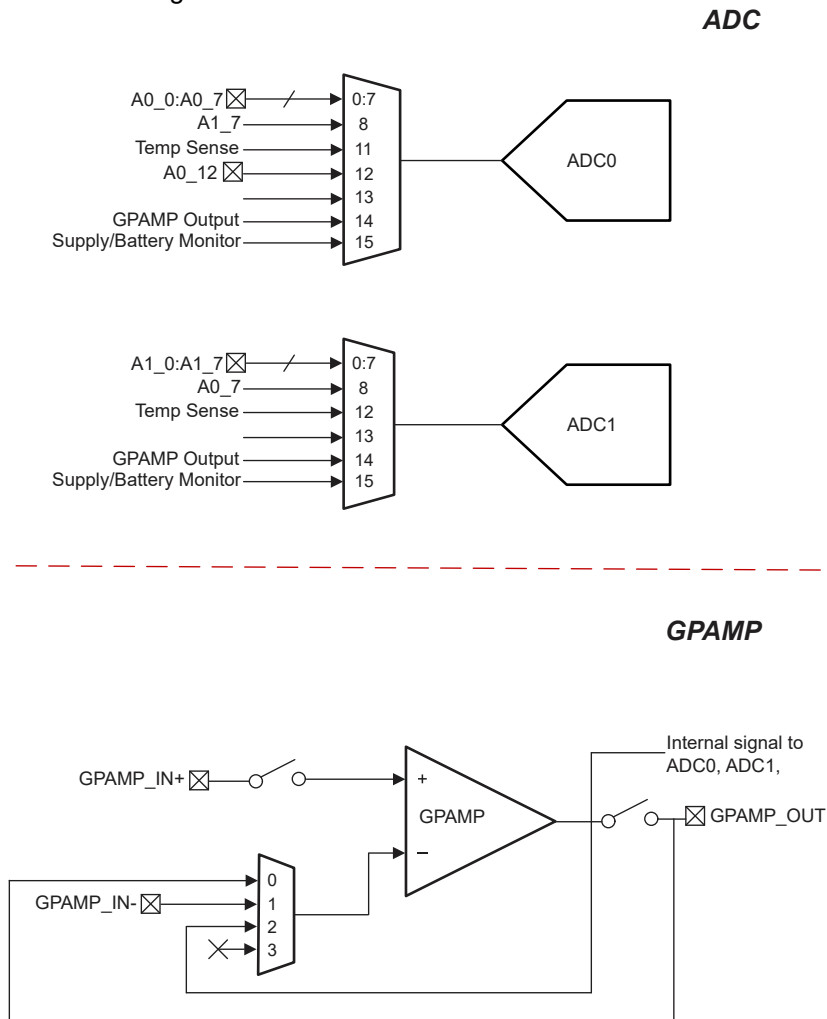 ADC
A0_0:A0_7
0:7
A1_7
8
Temp Sense
11
A0_12
12
13
GPAMP Output
14
Supply/Battery Monitor
15
ADC0
A1_0:A1_7
0:7
A0_7
8
Temp Sense
12
13
GPAMP Output
14
Supply/Battery Monitor
15
ADC1
GPAMP
Internal signal to
ADC0, ADC1,
GPAMP_IN+
+
GPAMP
−
GPAMP_OUT
0
GPAMP_IN-
1
2
3